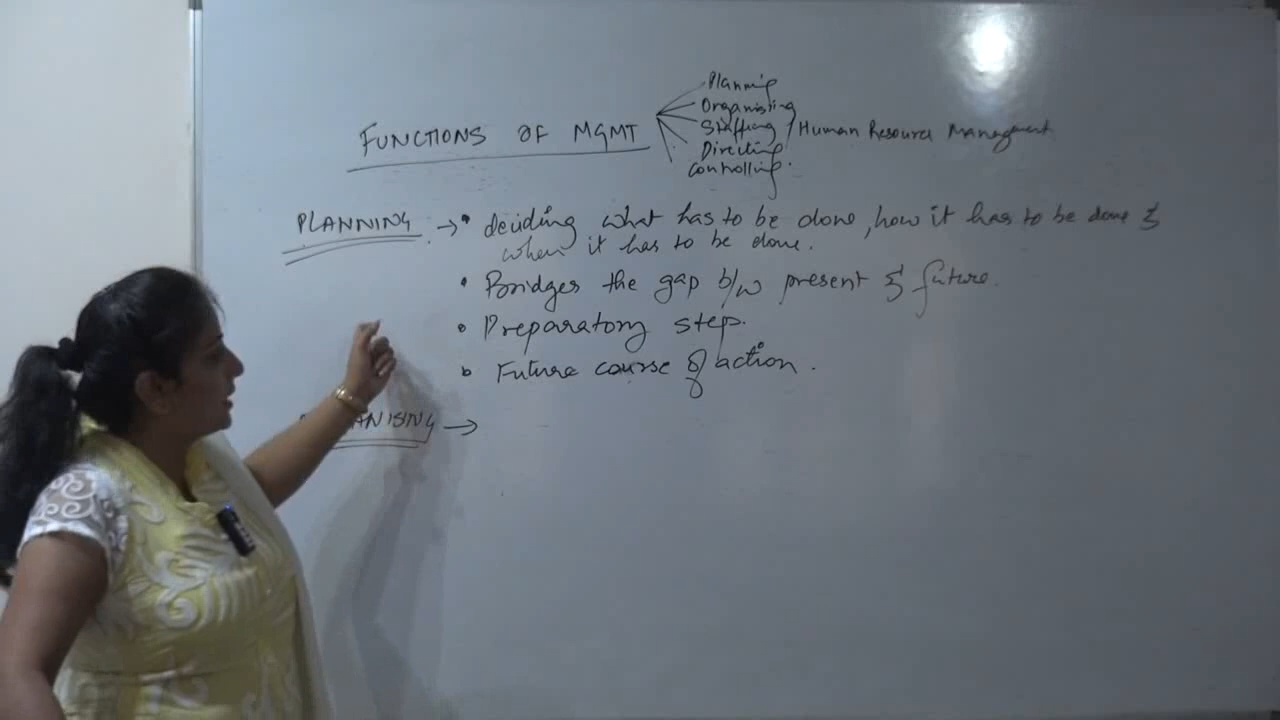 Planning
Organising
FUNCTIONS OF MGMT
Staffing / Human Resource Management
Directing
Controlling.
PLANNING → • deciding what has to be done, how it has to be done &
when it has to be done.
• Bridges the gap b/w present & future.
• Preparatory step.
• Future course of action.
ANISING →